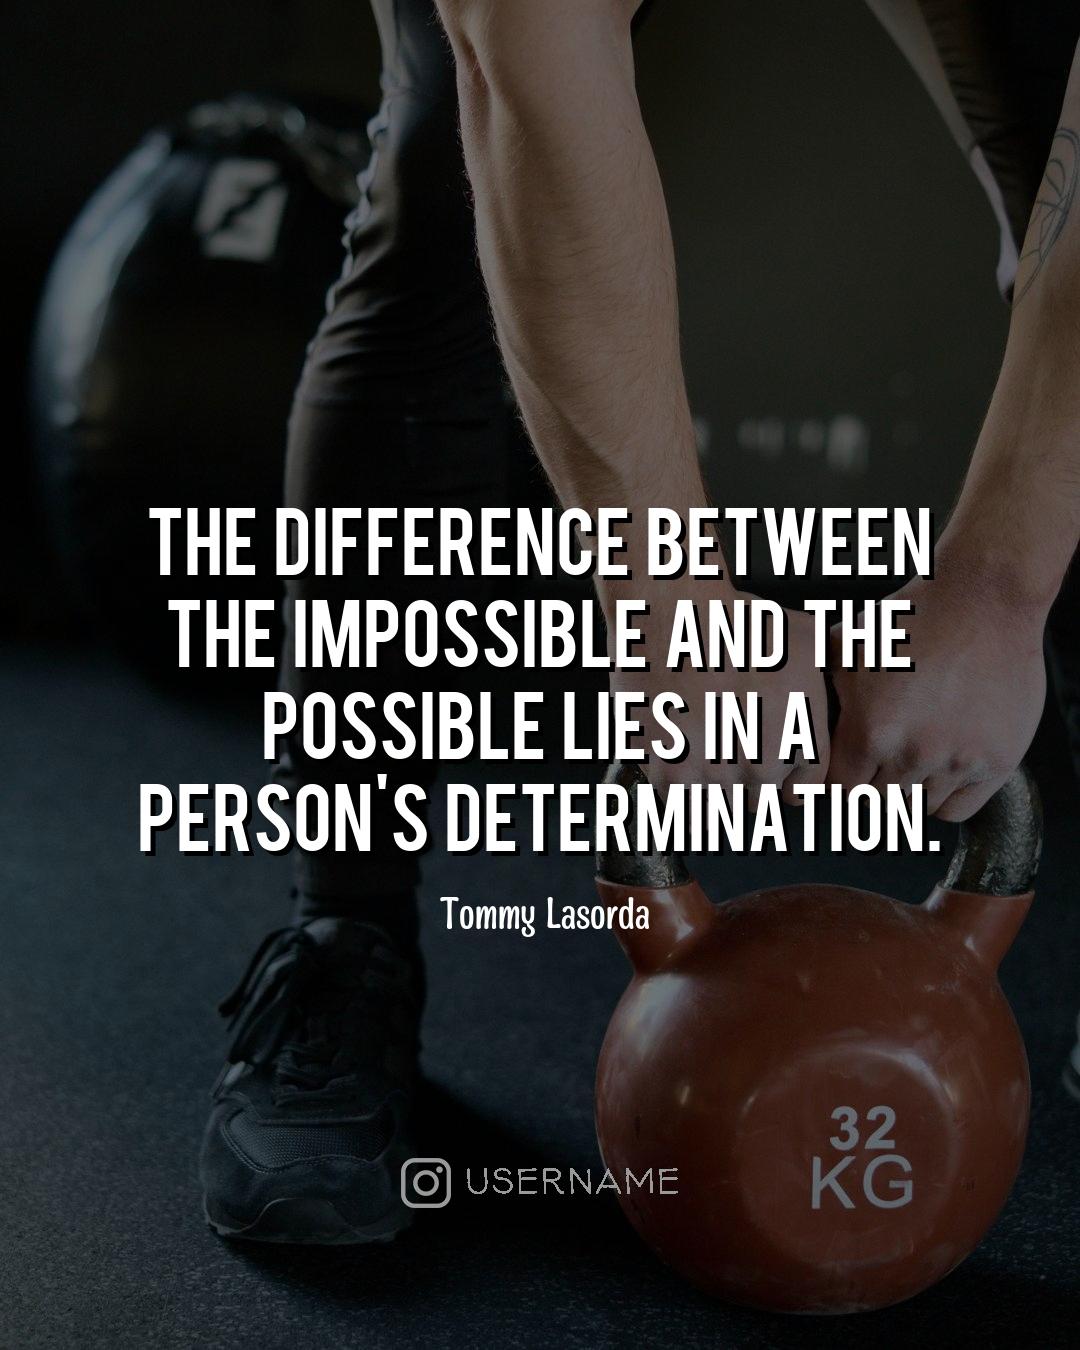 THE DIFFERENCE BETWEEN
THE IMPOSSIBLE AND THE
POSSIBLE LIES IN A
PERSON'S DETERMINATION.
Tommy Lasorda
USERNAME
32
KG